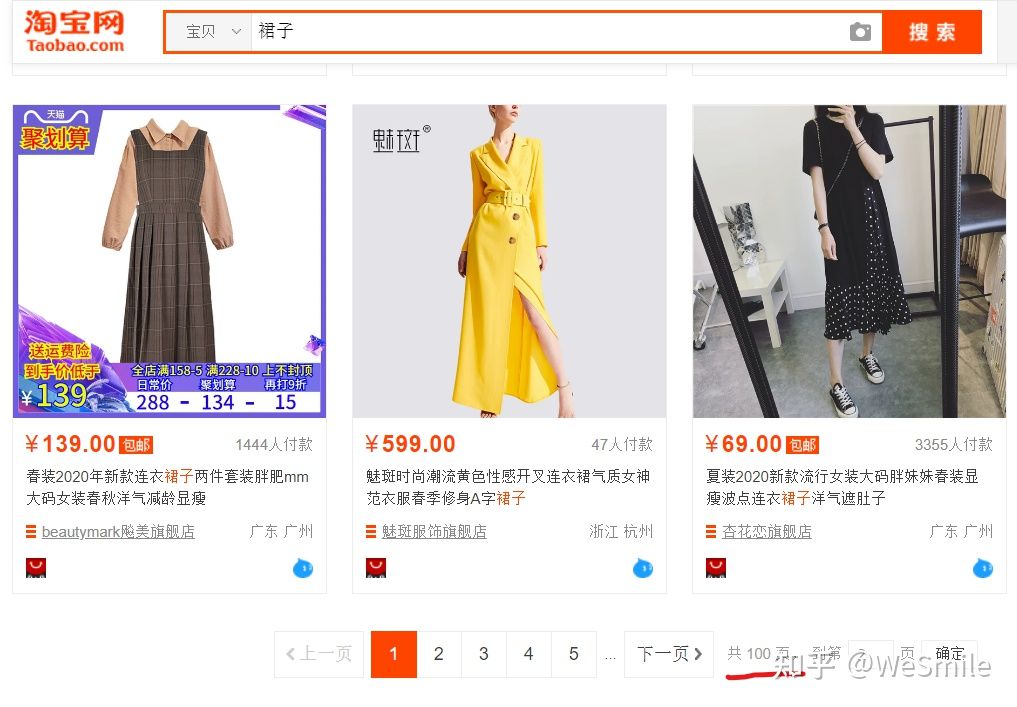 淘宝网
Taobao.com
宝贝
裙子
搜 索
天猫
聚划算
送运费险
到手价低于
¥139
全店满158-5 满228-10 上不封顶
日常价 聚划算 再打9折
288 - 134 - 15
魅斑®
¥139.00 包邮 1444人付款
春装2020年新款连衣裙子两件套装胖肥mm
大码女装春秋洋气减龄显瘦
beautymark飚美旗舰店 广东 广州
¥599.00 47人付款
魅斑时尚潮流黄色性感开叉连衣裙气质女神
范衣服春季修身A字裙子
魅斑服饰旗舰店 浙江 杭州
¥69.00 包邮 3355人付款
夏装2020新款流行女装大码胖妹妹春装显
瘦波点连衣裙子洋气遮肚子
杏花恋旗舰店 广东 广州
上一页 1 2 3 4 5 ... 下一页 共 100 页, 到第 页 确定
知乎 @WeSmile